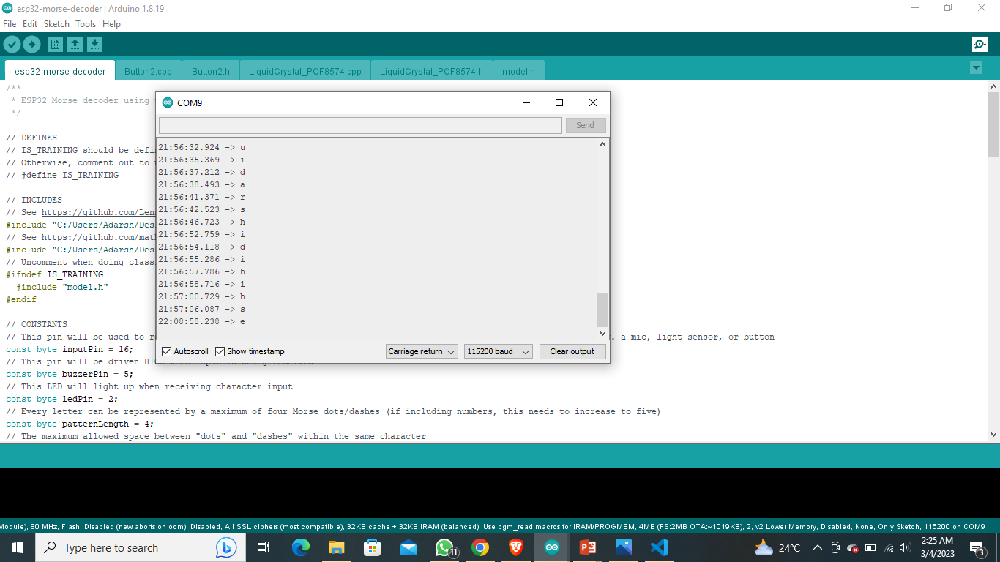 esp32-morse-decoder | Arduino 1.8.19
File Edit Sketch Tools Help
esp32-morse-decoder Button2.cpp Button2.h LiquidCrystal_PCF8574.cpp LiquidCrystal_PCF8574.h model.h
/**
* ESP32 Morse decoder using
*/
// DEFINES
// IS_TRAINING should be defi
// Otherwise, comment out to
// #define IS_TRAINING
// INCLUDES
// See https://github.com/Len
#include "C:/Users/Adarsh/Des
// See https://github.com/mat
#include "C:/Users/Adarsh/Des
// Uncomment when doing class
#ifndef IS_TRAINING
#include "model.h"
#endif
// CONSTANTS
// This pin will be used to r . a mic, light sensor, or button
const byte inputPin = 16;
// This pin will be driven HIGH when input is being received
const byte buzzerPin = 5;
// This LED will light up when receiving character input
const byte ledPin = 2;
// Every letter can be represented by a maximum of four Morse dots/dashes (if including numbers, this needs to increase to five)
const byte patternLength = 4;
// The maximum allowed space between "dots" and "dashes" within the same character
COM9
Send
21:56:32.924 -> u
21:56:35.369 -> i
21:56:37.212 -> d
21:56:38.493 -> a
21:56:41.371 -> r
21:56:42.523 -> s
21:56:46.723 -> h
21:56:52.759 -> i
21:56:54.118 -> d
21:56:55.286 -> i
21:56:57.786 -> h
21:56:58.716 -> i
21:57:00.729 -> h
21:57:06.087 -> s
22:08:58.238 -> e
Autoscroll Show timestamp Carriage return 115200 baud Clear output
Module), 80 MHz, Flash, Disabled (new aborts on oom), Disabled, All SSL ciphers (most compatible), 32KB cache + 32KB IRAM (balanced), Use pgm_read macros for IRAM/PROGMEM, 4MB (FS:2MB OTA:~1019KB), 2, v2 Lower Memory, Disabled, None, Only Sketch, 115200 on COM9
Type here to search 11 24°C 2:25 AM
3/4/2023 3